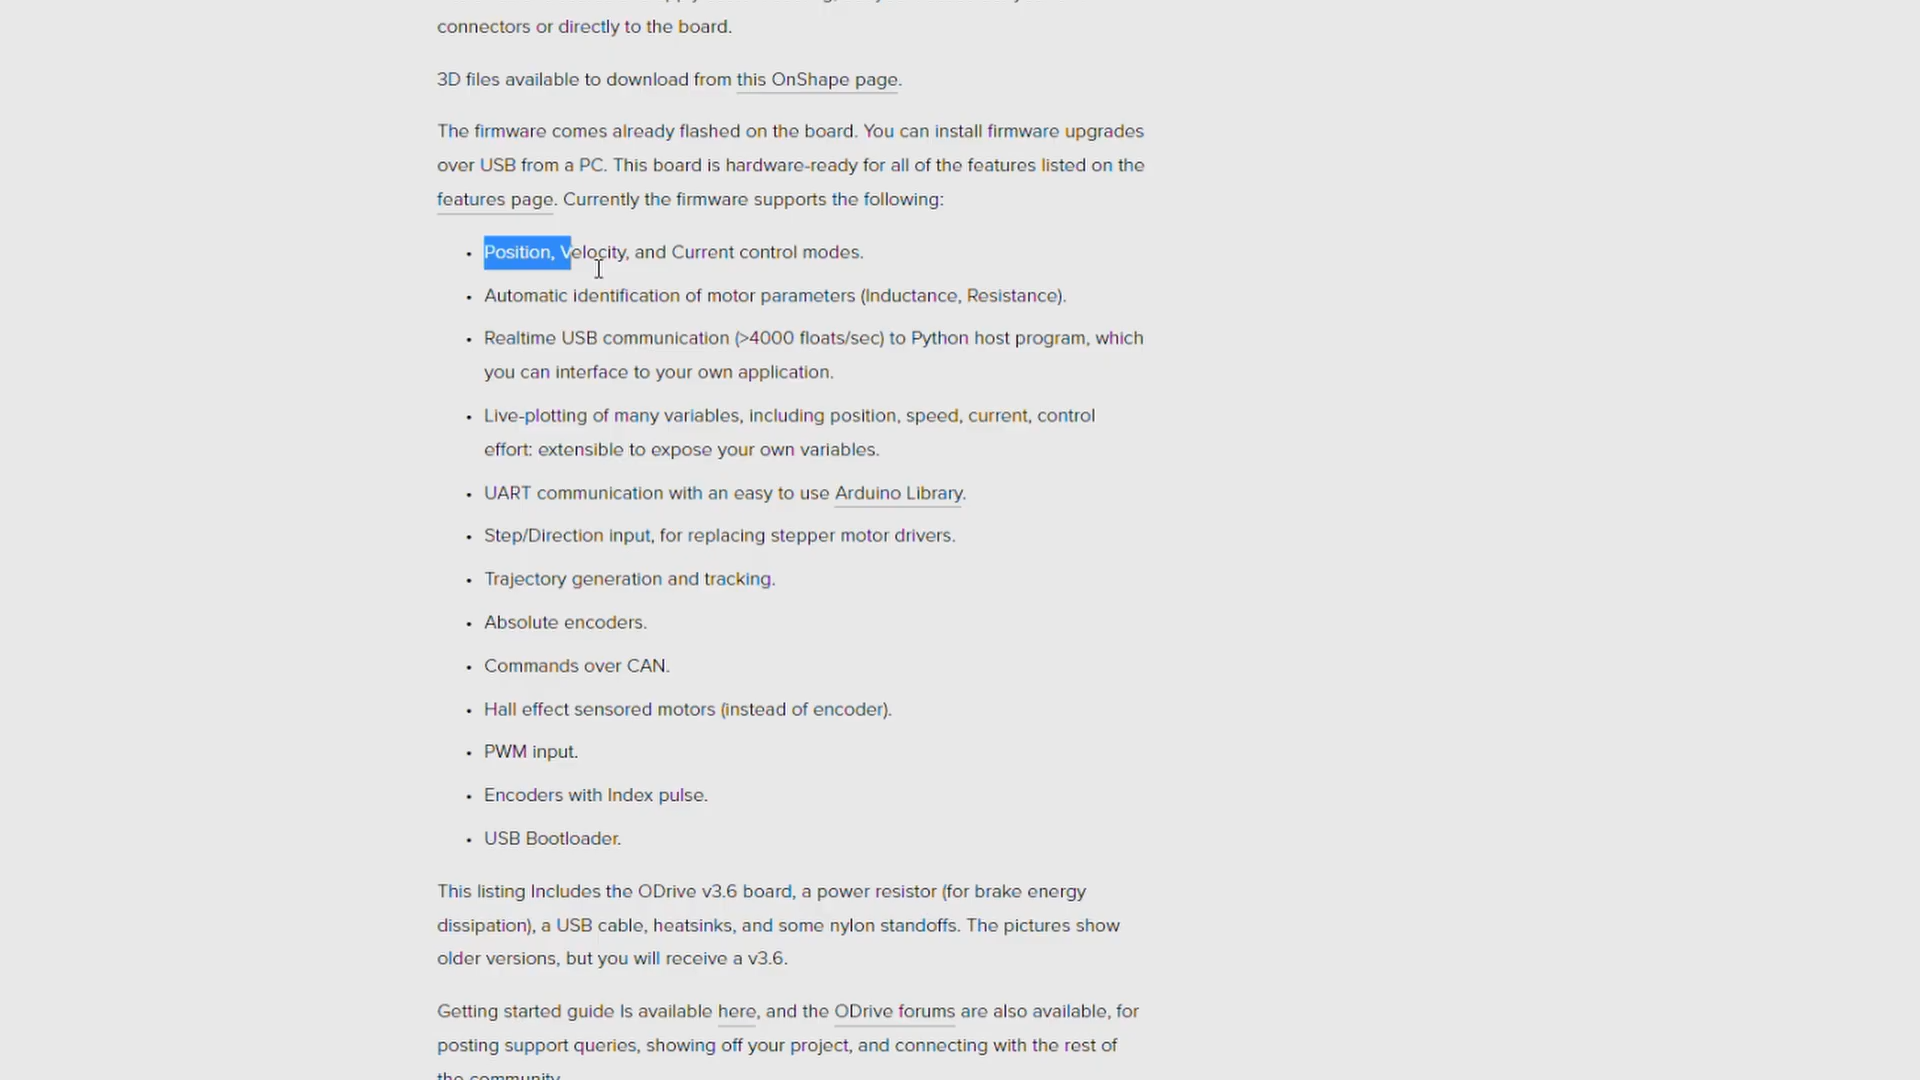 connectors or directly to the board.
3D files available to download from this OnShape page.
The firmware comes already flashed on the board. You can install firmware upgrades
over USB from a PC. This board is hardware-ready for all of the features listed on the
features page. Currently the firmware supports the following:
• Position, Velocity, and Current control modes.
• Automatic identification of motor parameters (Inductance, Resistance).
• Realtime USB communication (>4000 floats/sec) to Python host program, which
you can interface to your own application.
• Live-plotting of many variables, including position, speed, current, control
effort: extensible to expose your own variables.
• UART communication with an easy to use Arduino Library.
• Step/Direction input, for replacing stepper motor drivers.
• Trajectory generation and tracking.
• Absolute encoders.
• Commands over CAN.
• Hall effect sensored motors (instead of encoder).
• PWM input.
• Encoders with Index pulse.
• USB Bootloader.
This listing Includes the ODrive v3.6 board, a power resistor (for brake energy
dissipation), a USB cable, heatsinks, and some nylon standoffs. The pictures show
older versions, but you will receive a v3.6.
Getting started guide Is available here, and the ODrive forums are also available, for
posting support queries, showing off your project, and connecting with the rest of
the community.